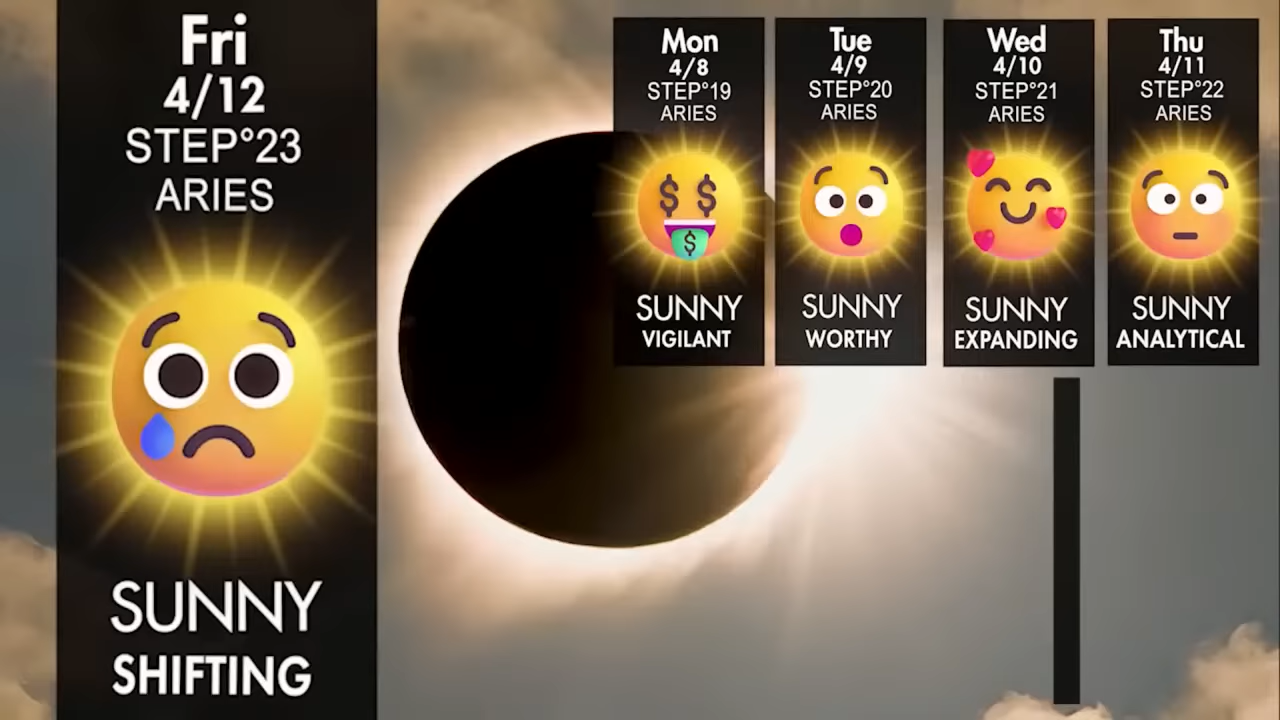 Fri
4/12
STEP°23
ARIES
SUNNY
SHIFTING
Mon
4/8
STEP°19
ARIES
$ $
$
SUNNY
VIGILANT
Tue
4/9
STEP°20
ARIES
SUNNY
WORTHY
Wed
4/10
STEP°21
ARIES
SUNNY
EXPANDING
Thu
4/11
STEP°22
ARIES
SUNNY
ANALYTICAL